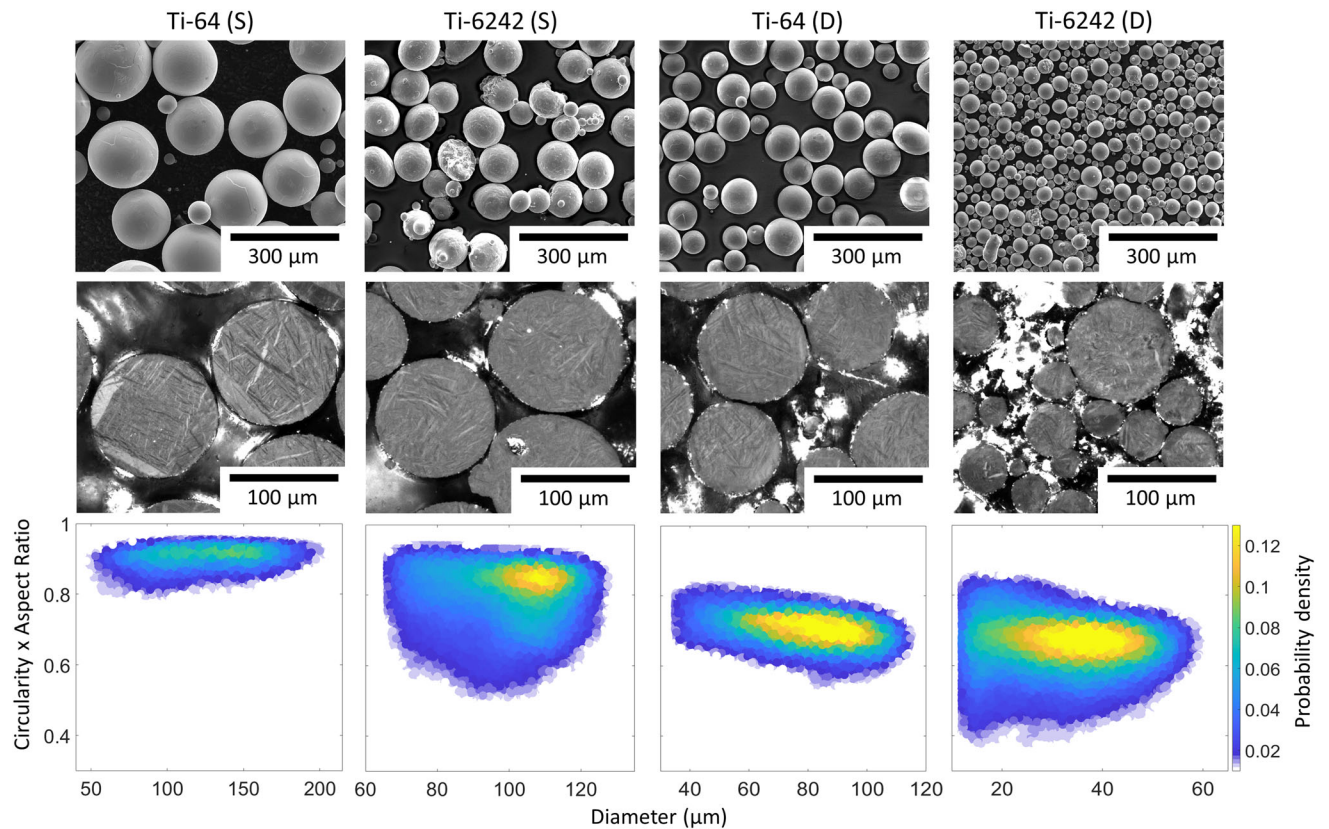 Ti-64 (S)
Ti-6242 (S)
Ti-64 (D)
Ti-6242 (D)
300 µm
300 µm
300 µm
300 µm
100 µm
100 µm
100 µm
100 µm
Circularity x Aspect Ratio
1
0.8
0.6
0.4
50 100 150 200
60 80 100 120
40 60 80 100 120
20 40 60
Diameter (µm)
0.12
0.10
0.08
0.06
0.04
0.02
Probability density